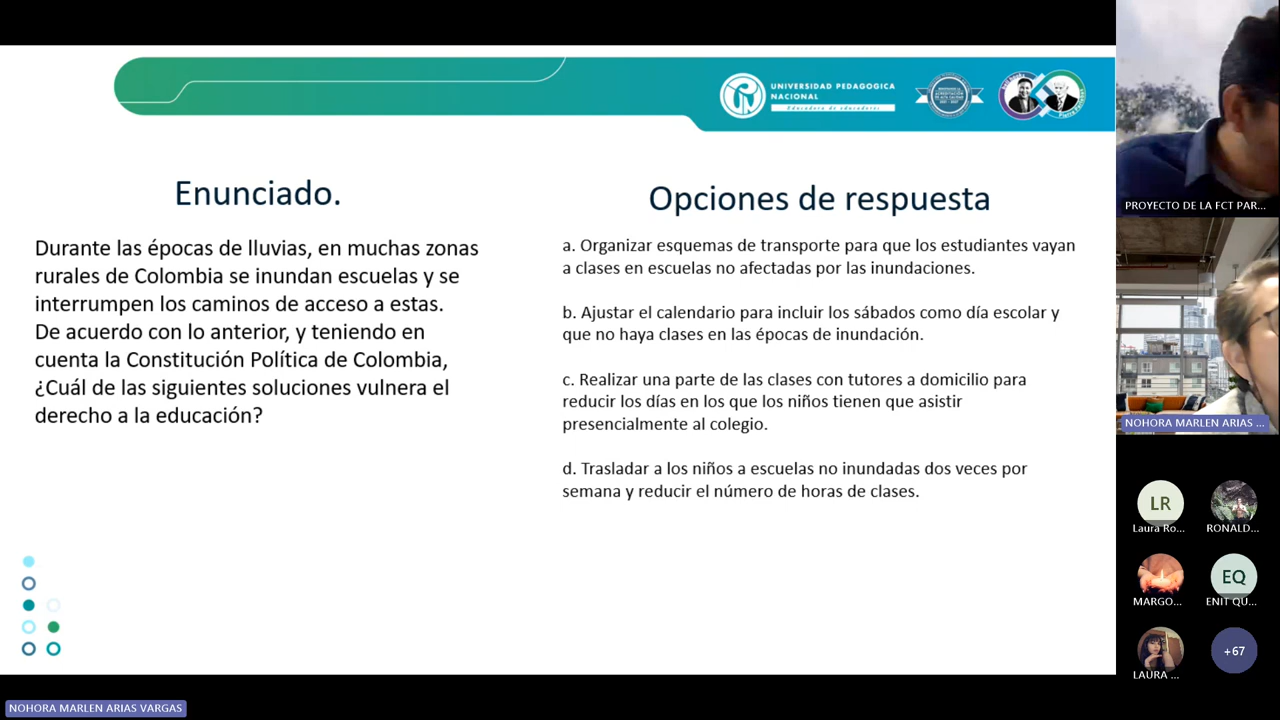 UNIVERSIDAD PEDAGOGICA
NACIONAL
Educadora de educadores
Enunciado.
Durante las épocas de lluvias, en muchas zonas
rurales de Colombia se inundan escuelas y se
interrumpen los caminos de acceso a estas.
De acuerdo con lo anterior, y teniendo en
cuenta la Constitución Política de Colombia,
¿Cuál de las siguientes soluciones vulnera el
derecho a la educación?
Opciones de respuesta
a. Organizar esquemas de transporte para que los estudiantes vayan
a clases en escuelas no afectadas por las inundaciones.
b. Ajustar el calendario para incluir los sábados como día escolar y
que no haya clases en las épocas de inundación.
c. Realizar una parte de las clases con tutores a domicilio para
reducir los días en los que los niños tienen que asistir
presencialmente al colegio.
d. Trasladar a los niños a escuelas no inundadas dos veces por
semana y reducir el número de horas de clases.
PROYECTO DE LA FCT PAR...
NOHORA MARLEN ARIAS ...
LR
Laura Ro...
RONALD...
MARGO...
EQ
ENIT QU...
LAURA ...
+67
NOHORA MARLEN ARIAS VARGAS